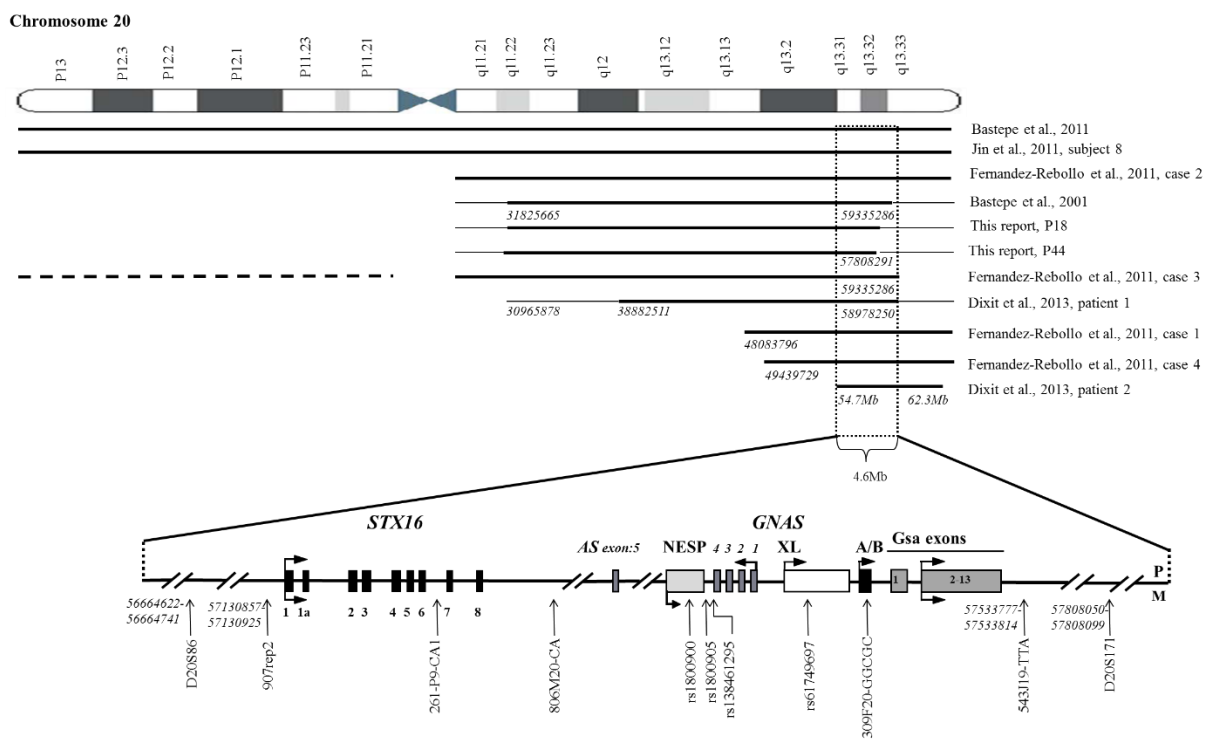 Chromosome 20
P13 P12.3 P12.2 P12.1 P11.23 P11.21 q11.21 q11.22 q11.23 q12 q13.12 q13.13 q13.2 q13.31 q13.32 q13.33
Bastepe et al., 2011
Jin et al., 2011, subject 8
Fernandez-Rebollo et al., 2011, case 2
Bastepe et al., 2001
31825665 59335286
This report, P18
This report, P44
57808291
Fernandez-Rebollo et al., 2011, case 3
59335286
Dixit et al., 2013, patient 1
30965878 38882511 58978250
Fernandez-Rebollo et al., 2011, case 1
48083796
Fernandez-Rebollo et al., 2011, case 4
49439729
Dixit et al., 2013, patient 2
54.7Mb 62.3Mb
4.6Mb
STX16 GNAS
AS exon:5 NESP 4 3 2 1 XL A/B Gsa exons
1 2-13
P
M
56664622-
56664741
57130857-
57130925
1 1a 2 3 4 5 6 7 8
57533777-
57533814
57808050-
57808099
D20S86
907rep2
261-P9-CA1
806M20-CA
rs1800900
rs1800905
rs138461295
rs61749697
309F20-GGCGC
543J19-TTA
D20S171